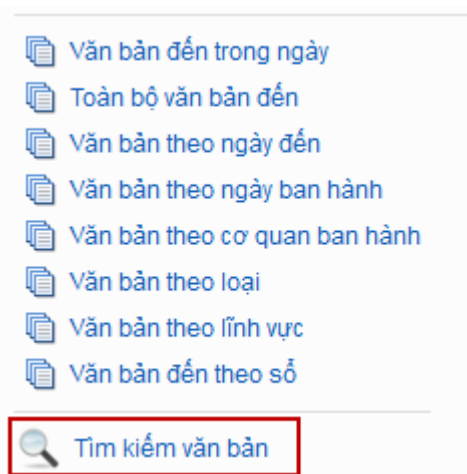 Văn bản đến trong ngày
Toàn bộ văn bản đến
Văn bản theo ngày đến
Văn bản theo ngày ban hành
Văn bản theo cơ quan ban hành
Văn bản theo loại
Văn bản theo lĩnh vực
Văn bản đến theo sổ
Tìm kiếm văn bản